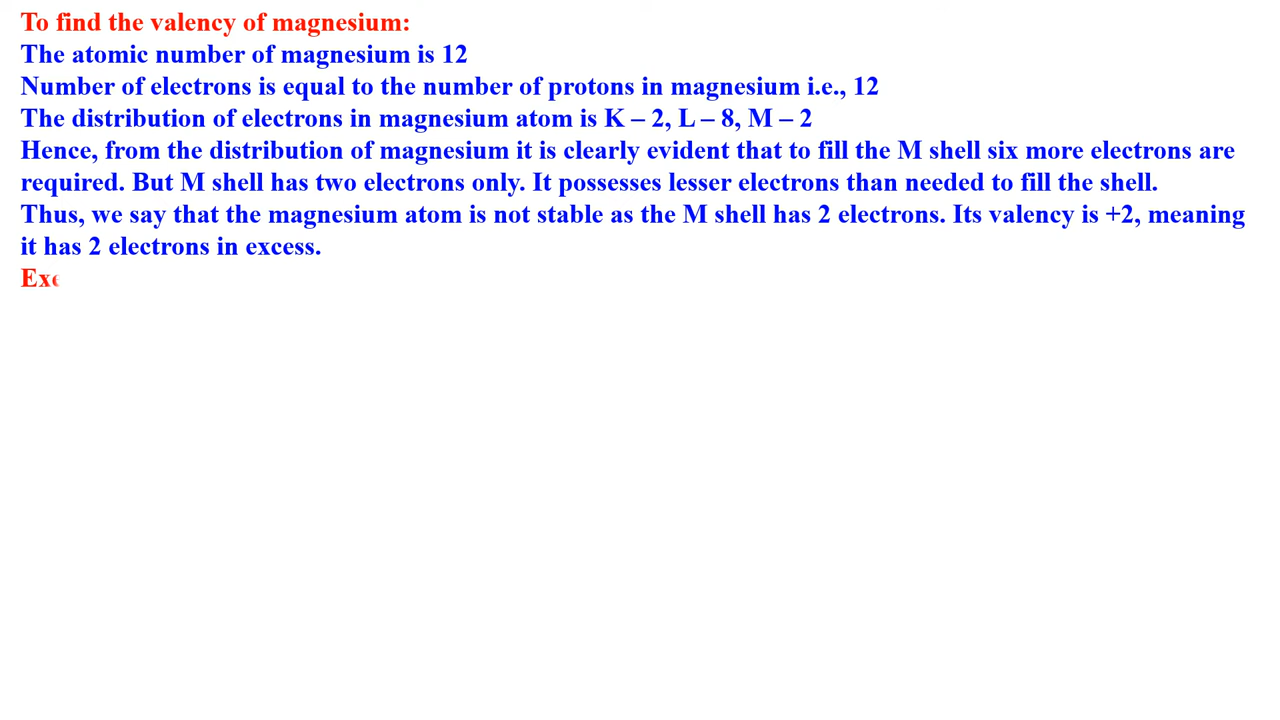 To find the valency of magnesium:
The atomic number of magnesium is 12
Number of electrons is equal to the number of protons in magnesium i.e., 12
The distribution of electrons in magnesium atom is K – 2, L – 8, M – 2
Hence, from the distribution of magnesium it is clearly evident that to fill the M shell six more electrons are
required. But M shell has two electrons only. It possesses lesser electrons than needed to fill the shell.
Thus, we say that the magnesium atom is not stable as the M shell has 2 electrons. Its valency is +2, meaning
it has 2 electrons in excess.